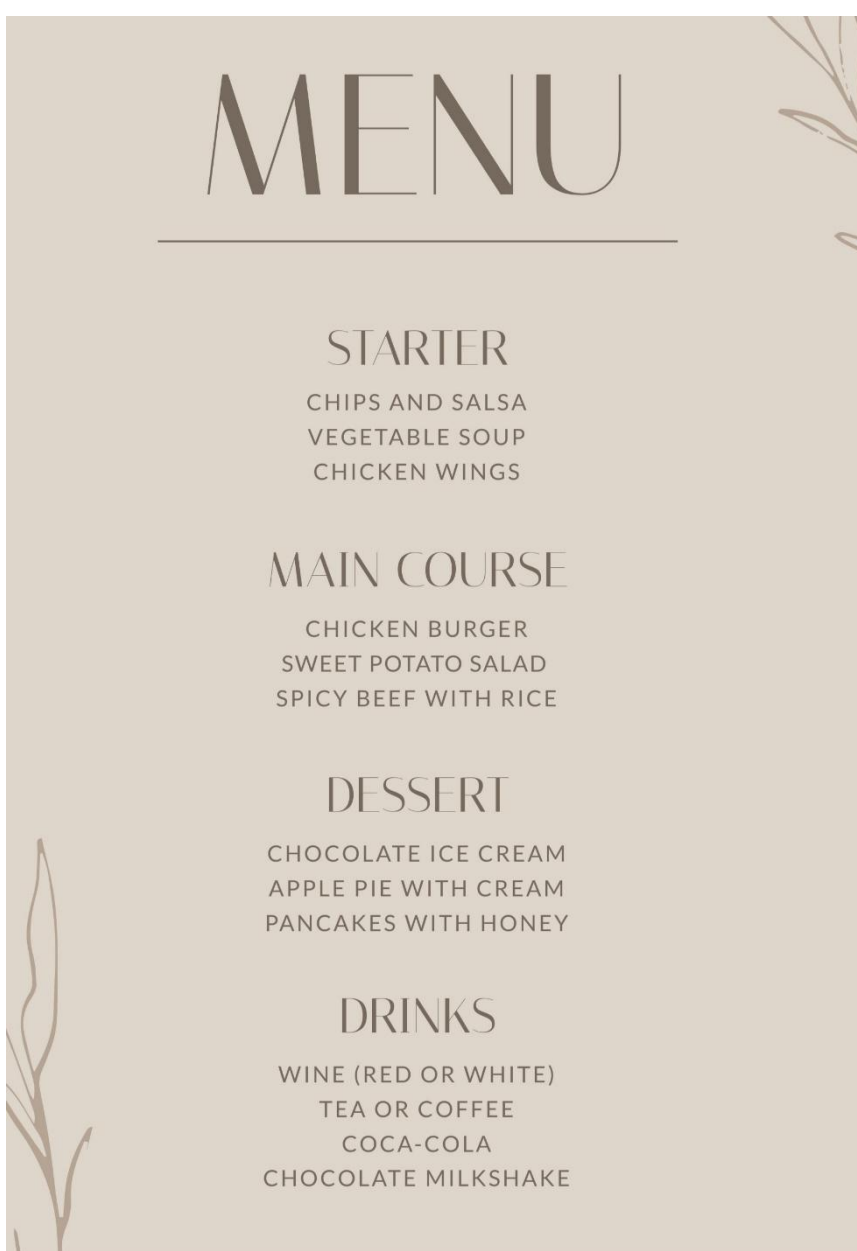 MENU
STARTER
CHIPS AND SALSA
VEGETABLE SOUP
CHICKEN WINGS
MAIN COURSE
CHICKEN BURGER
SWEET POTATO SALAD
SPICY BEEF WITH RICE
DESSERT
CHOCOLATE ICE CREAM
APPLE PIE WITH CREAM
PANCAKES WITH HONEY
DRINKS
WINE (RED OR WHITE)
TEA OR COFFEE
COCA-COLA
CHOCOLATE MILKSHAKE